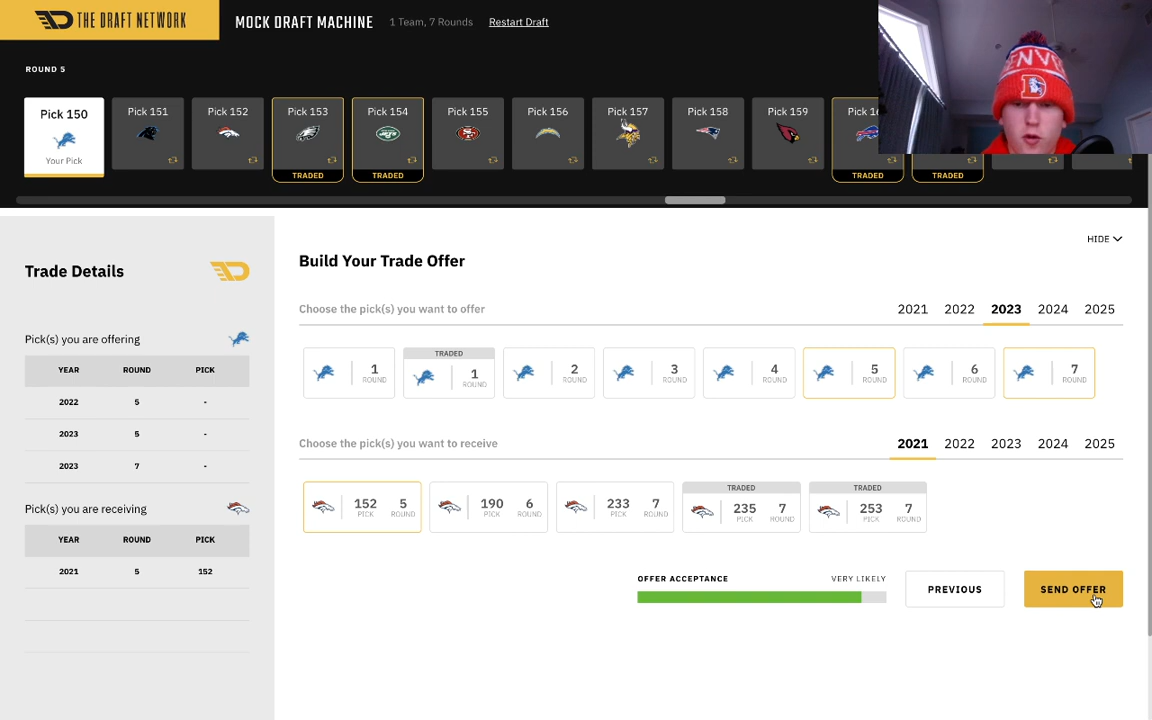 THE DRAFT NETWORK
MOCK DRAFT MACHINE 1 Team, 7 Rounds Restart Draft
ROUND 5
Pick 150 Pick 151 Pick 152 Pick 153 Pick 154 Pick 155 Pick 156 Pick 157 Pick 158 Pick 159 Pick 16
Your Pick
TRADED TRADED TRADED TRADED
ENV
HIDE
Trade Details
Build Your Trade Offer
Choose the pick(s) you want to offer 2021 2022 2023 2024 2025
Pick(s) you are offering
YEAR ROUND PICK
2022 5 -
2023 5 -
2023 7 -
TRADED
1 ROUND 1 ROUND 2 ROUND 3 ROUND 4 ROUND 5 ROUND 6 ROUND 7 ROUND
Choose the pick(s) you want to receive 2021 2022 2023 2024 2025
Pick(s) you are receiving
YEAR ROUND PICK
2021 5 152
TRADED TRADED
152 5 190 6 233 7 235 7 253 7
PICK ROUND PICK ROUND PICK ROUND PICK ROUND PICK ROUND
OFFER ACCEPTANCE VERY LIKELY
PREVIOUS SEND OFFER